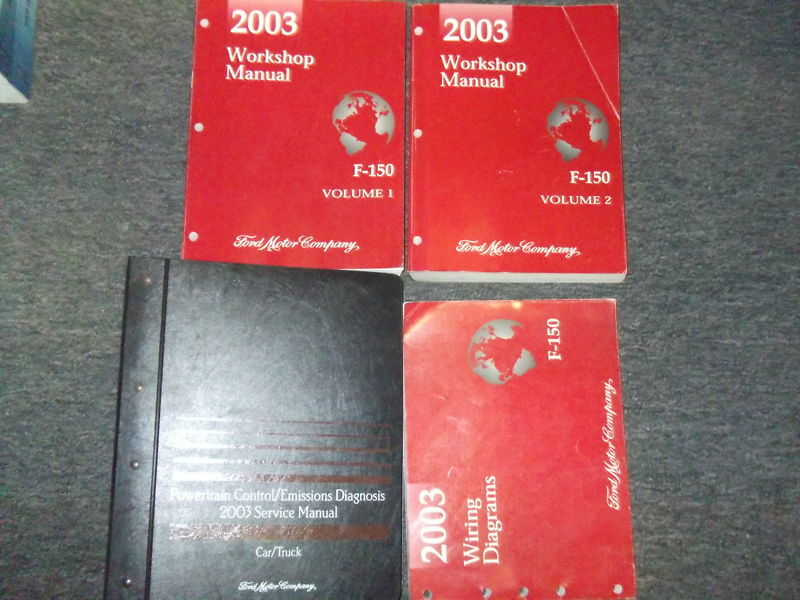 2003
Workshop
Manual
F-150
VOLUME 1
Ford Motor Company
2003
Workshop
Manual
F-150
VOLUME 2
Ford Motor Company
Powertrain Control/Emissions Diagnosis
2003 Service Manual
Car/Truck
Ford Motor Company
2003
Wiring
Diagrams
F-150
Ford Motor Company